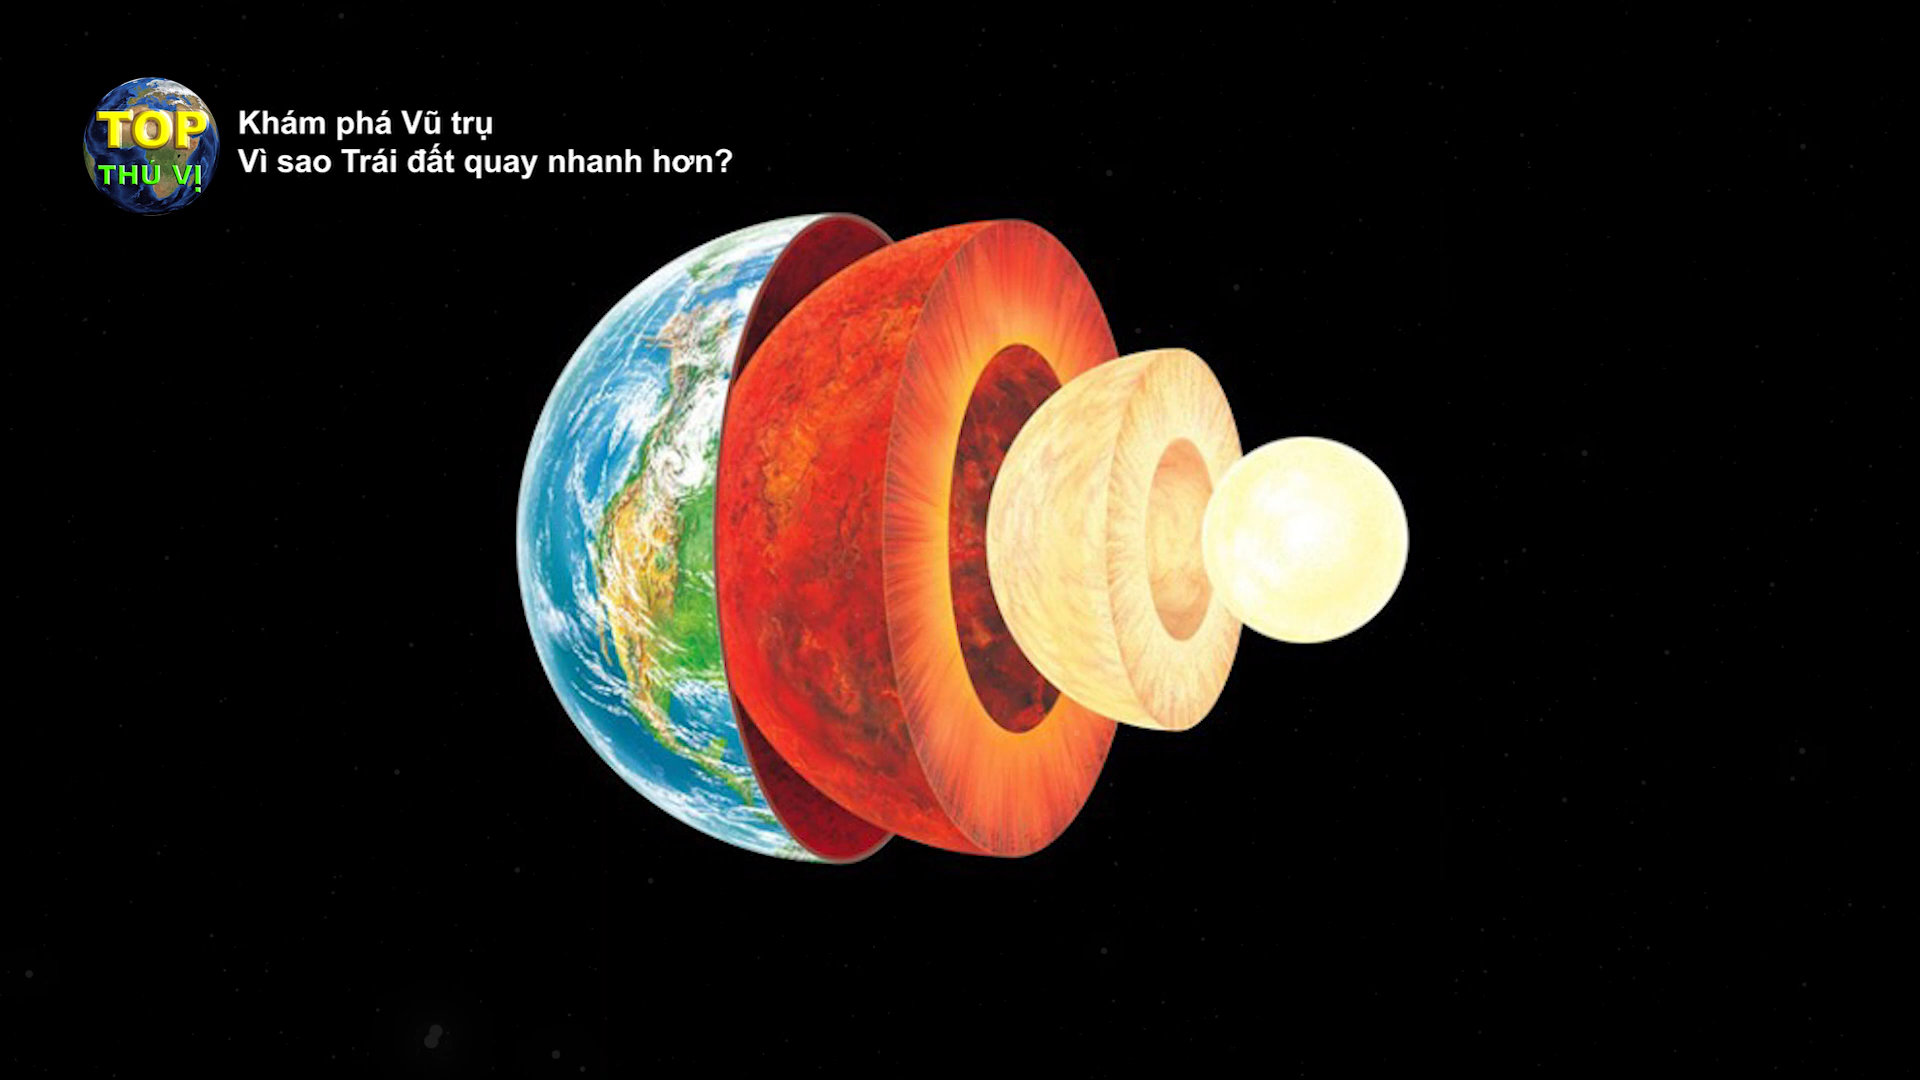 TOP
THÚ VỊ
Khám phá Vũ trụ
Vì sao Trái đất quay nhanh hơn?